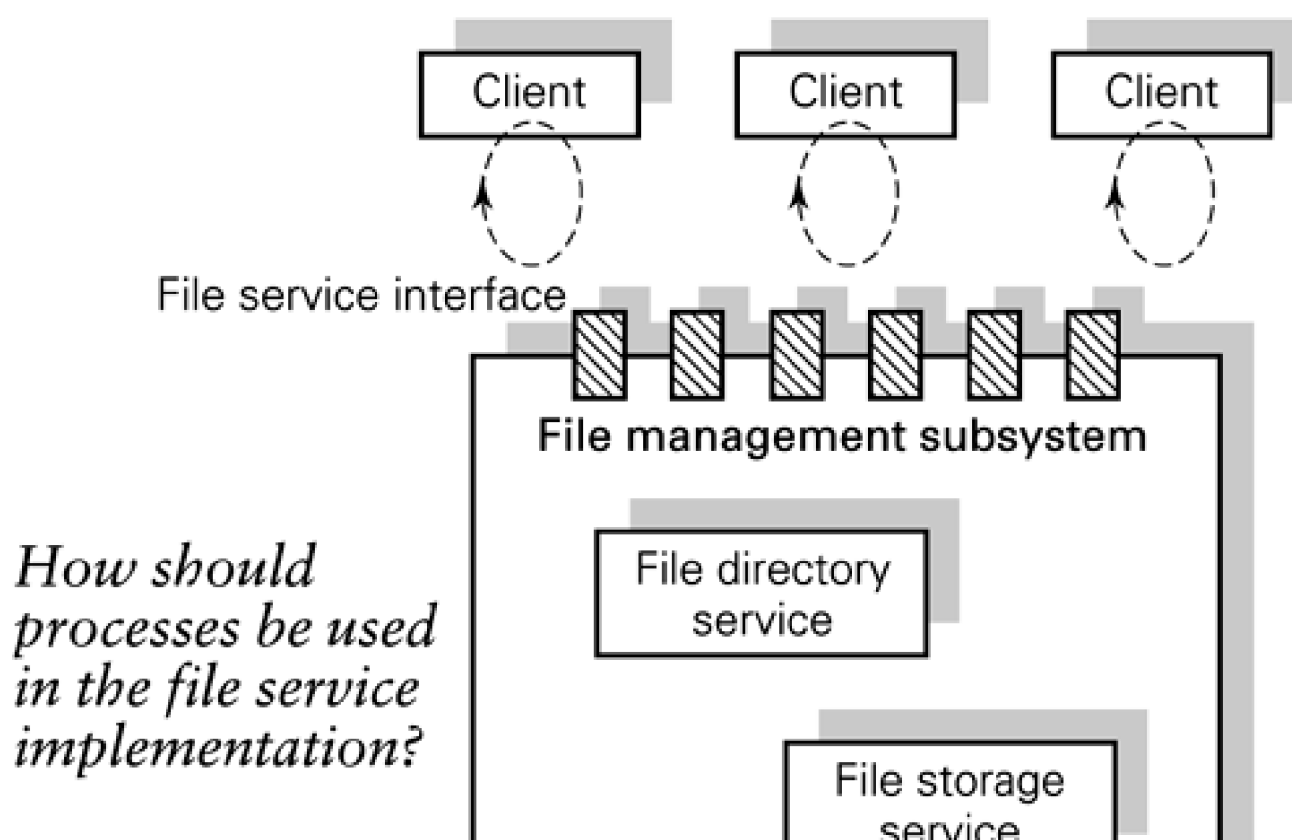 Client
Client
Client
File service interface
File management subsystem
File directory
service
How should
processes be used
in the file service
implementation?
File storage
service